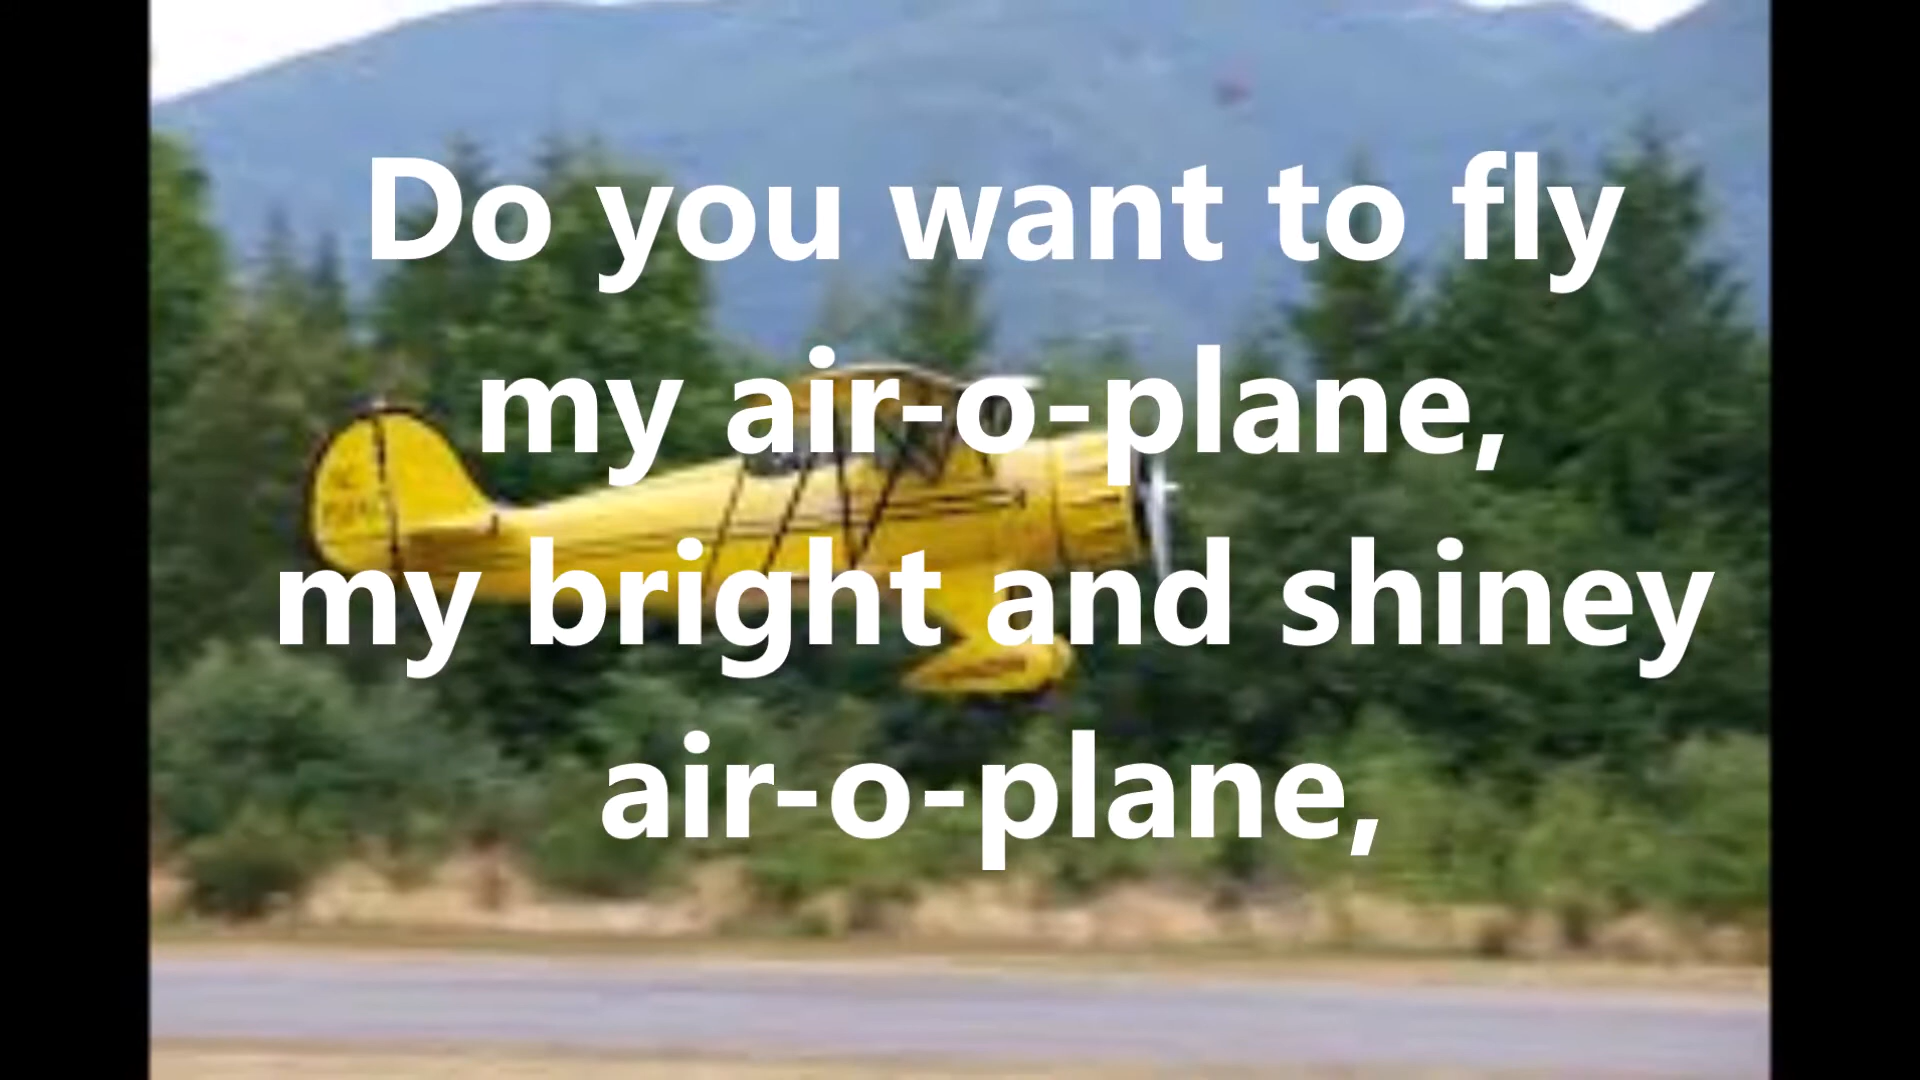 Do you want to fly
my air-o-plane,
my bright and shiney
air-o-plane,